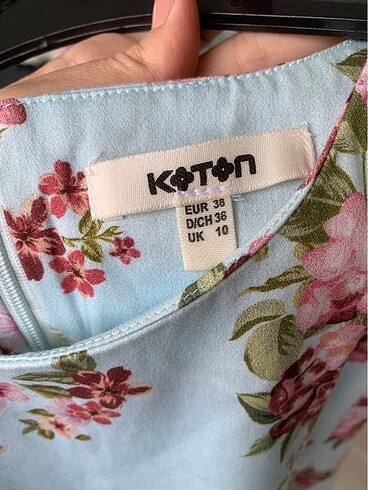 KOTON
EUR 38
D/CH 36
UK 10